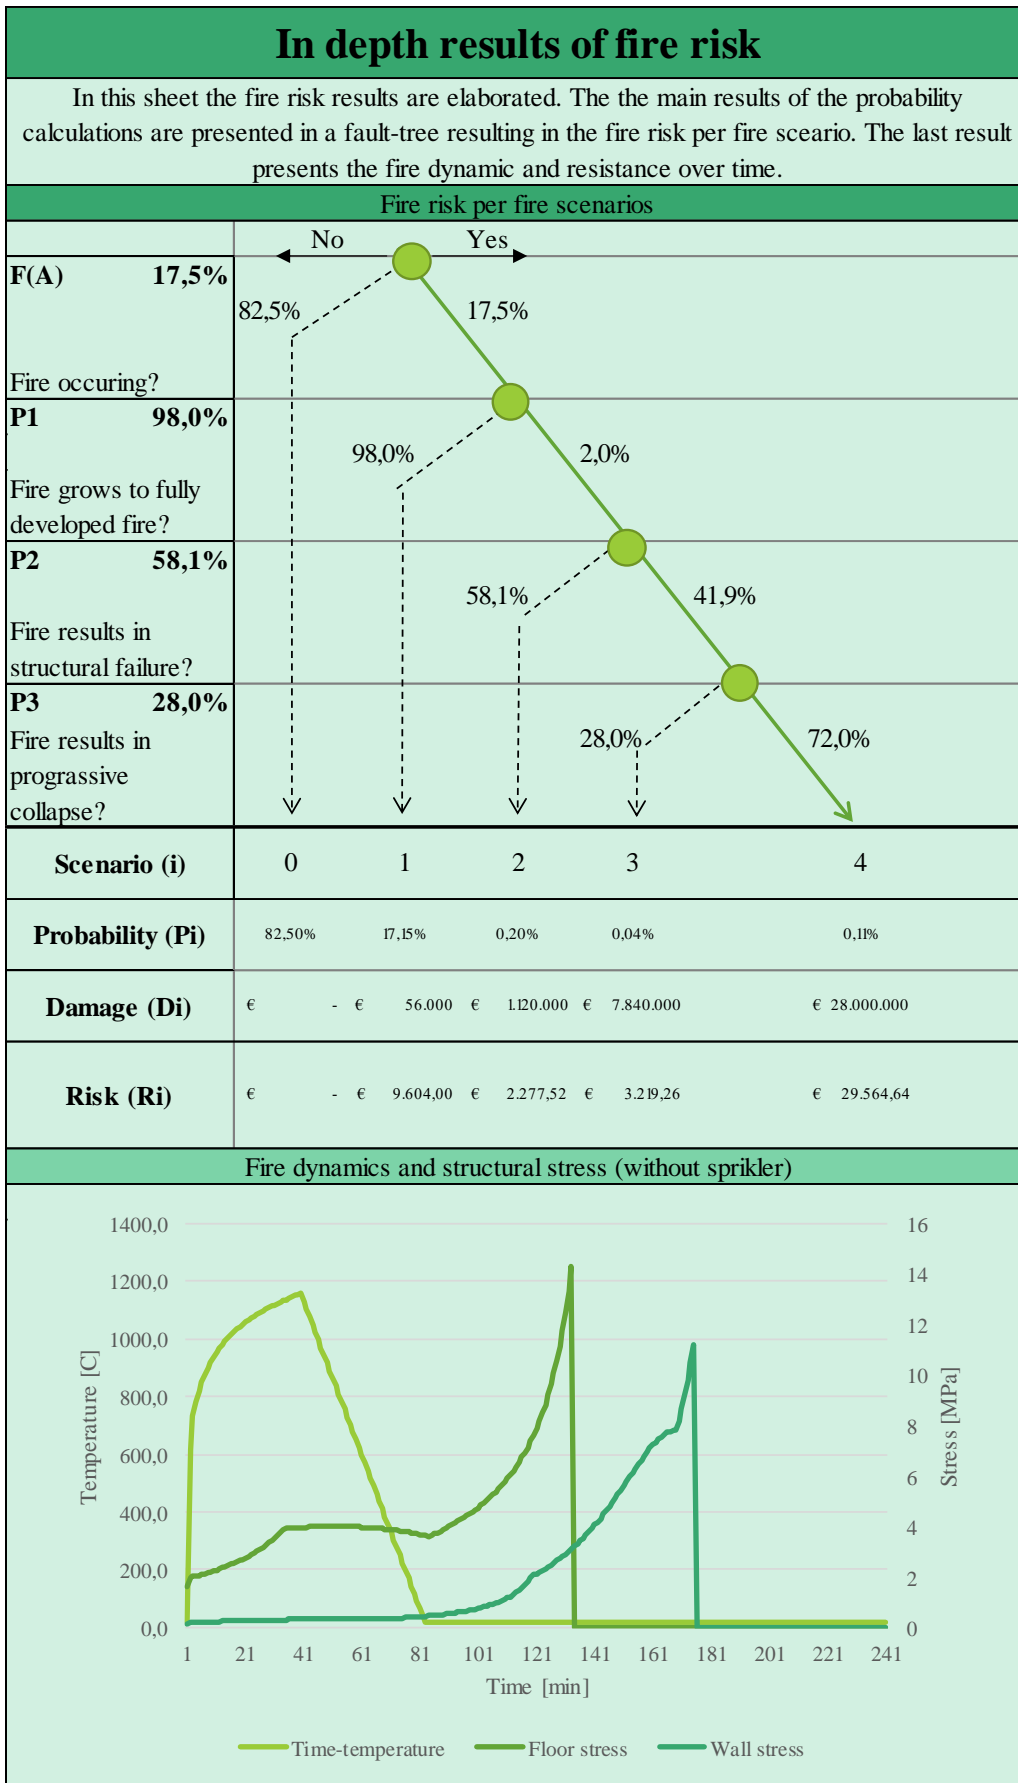 In depth results of fire risk
In this sheet the fire risk results are elaborated. The the main results of the probability
calculations are presented in a fault-tree resulting in the fire risk per fire sceario. The last result
presents the fire dynamic and resistance over time.
Fire risk per fire scenarios
No Yes
F(A) 17,5%
82,5% 17,5%
Fire occuring?
P1 98,0%
98,0% 2,0%
Fire grows to fully
developed fire?
P2 58,1%
58,1% 41,9%
Fire results in
structural failure?
P3 28,0%
28,0% 72,0%
Fire results in
prograssive
collapse?
Scenario (i) 0 1 2 3 4
Probability (Pi) 82,50% 17,15% 0,20% 0,04% 0,11%
Damage (Di) € - € 56.000 € 1.120.000 € 7.840.000 € 28.000.000
Risk (Ri) € - € 9.604,00 € 2.277,52 € 3.219,26 € 29.564,64
Fire dynamics and structural stress (without sprikler)
1400,0 16
1200,0 14
1000,0 12
800,0 10
600,0 8
400,0 6
200,0 4
0,0 2
0
Temperature [C]
Stress [MPa]
1 21 41 61 81 101 121 141 161 181 201 221 241
Time [min]
Time-temperature Floor stress Wall stress